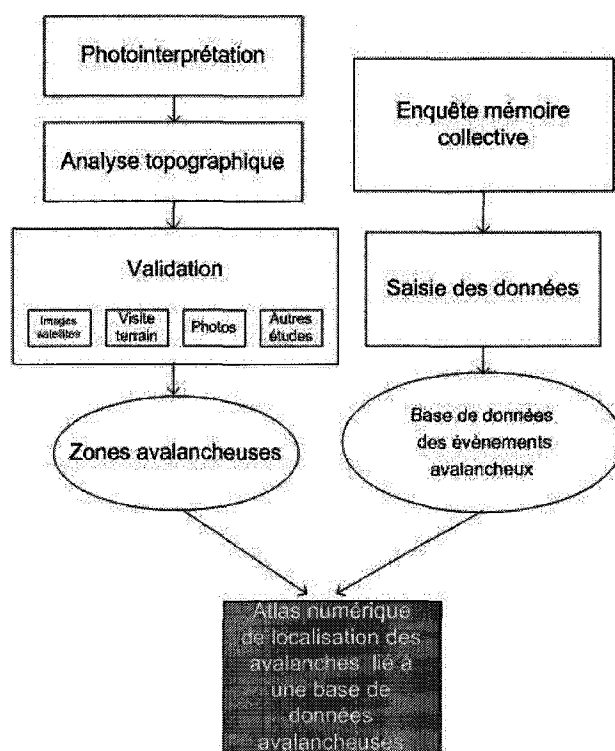 Photointerprétation
Analyse topographique
Validation
Images
satellites
Visite
terrain
Photos
Autres
études
Zones avalancheuses
Enquête mémoire
collective
Saisie des données
Base de données
des évènements
avalancheux
Atlas numérique
de localisation des
avalanches lié à
une base de
données
avalancheuses